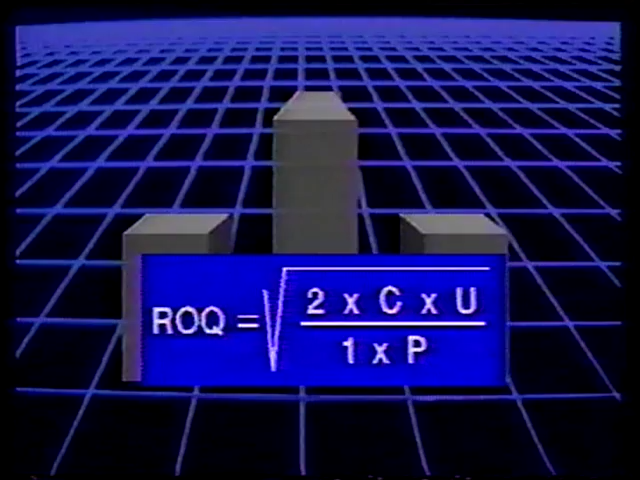 ROQ = √
2 x C x U
1 x P